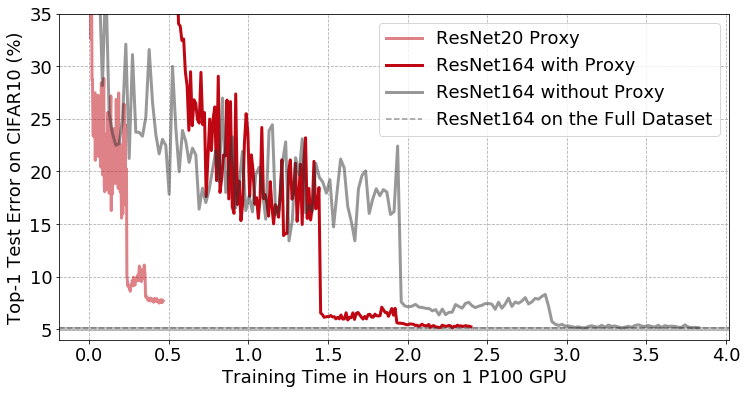 Top-1 Test Error on CIFAR10 (%)
35
30
25
20
15
10
5
ResNet20 Proxy
ResNet164 with Proxy
ResNet164 without Proxy
ResNet164 on the Full Dataset
0.0 0.5 1.0 1.5 2.0 2.5 3.0 3.5 4.0
Training Time in Hours on 1 P100 GPU